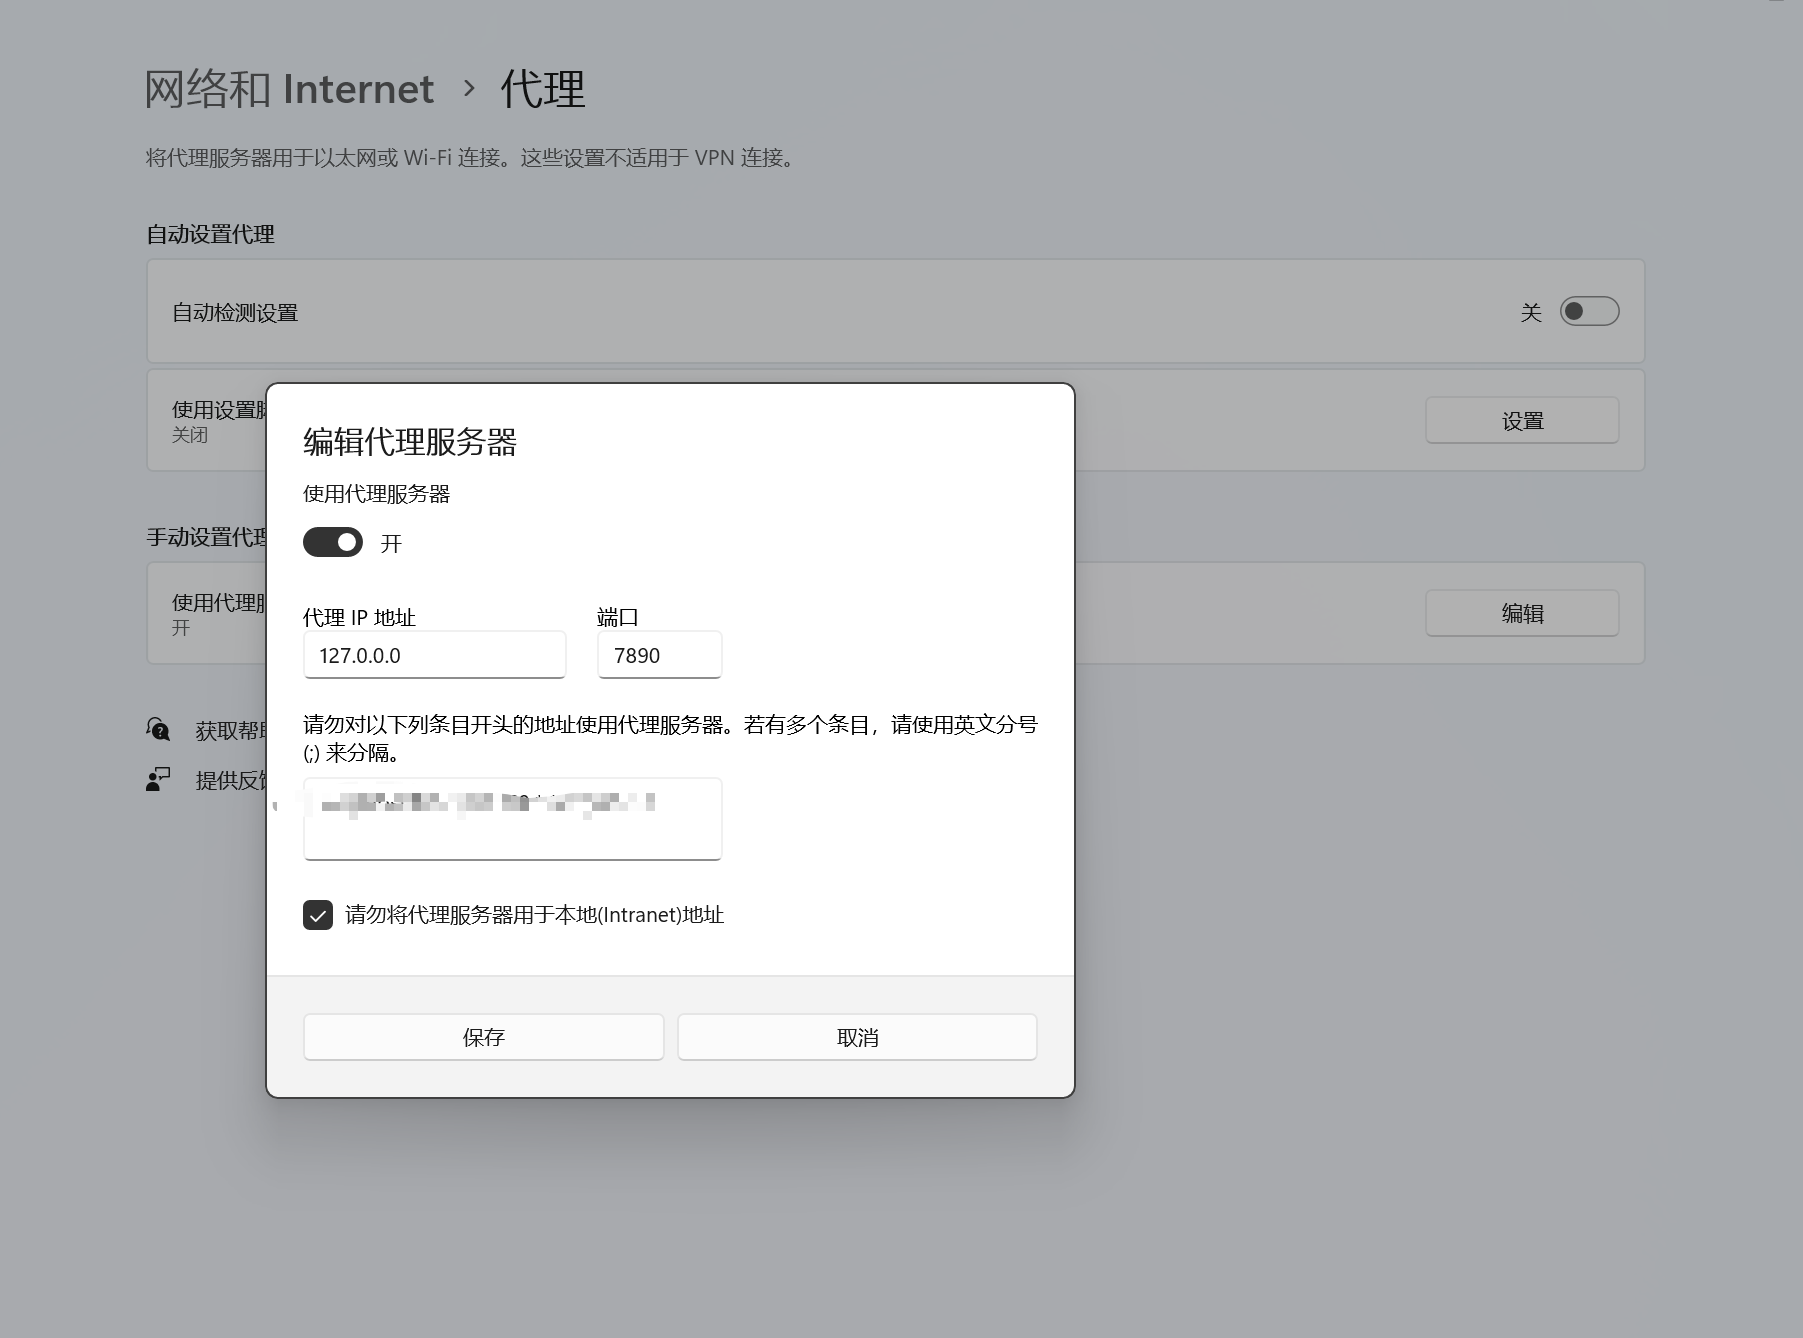 网络和 Internet › 代理
将代理服务器用于以太网或 Wi-Fi 连接。这些设置不适用于 VPN 连接。
自动设置代理
自动检测设置
关
使用设置
关闭
设置
编辑代理服务器
使用代理服务器
开
手动设置代理
使用代理
开
编辑
代理 IP 地址
端口
127.0.0.0
7890
请勿对以下列条目开头的地址使用代理服务器。若有多个条目，请使用英文分号
(;) 来分隔。
获取帮
提供反
请勿将代理服务器用于本地(Intranet)地址
保存
取消